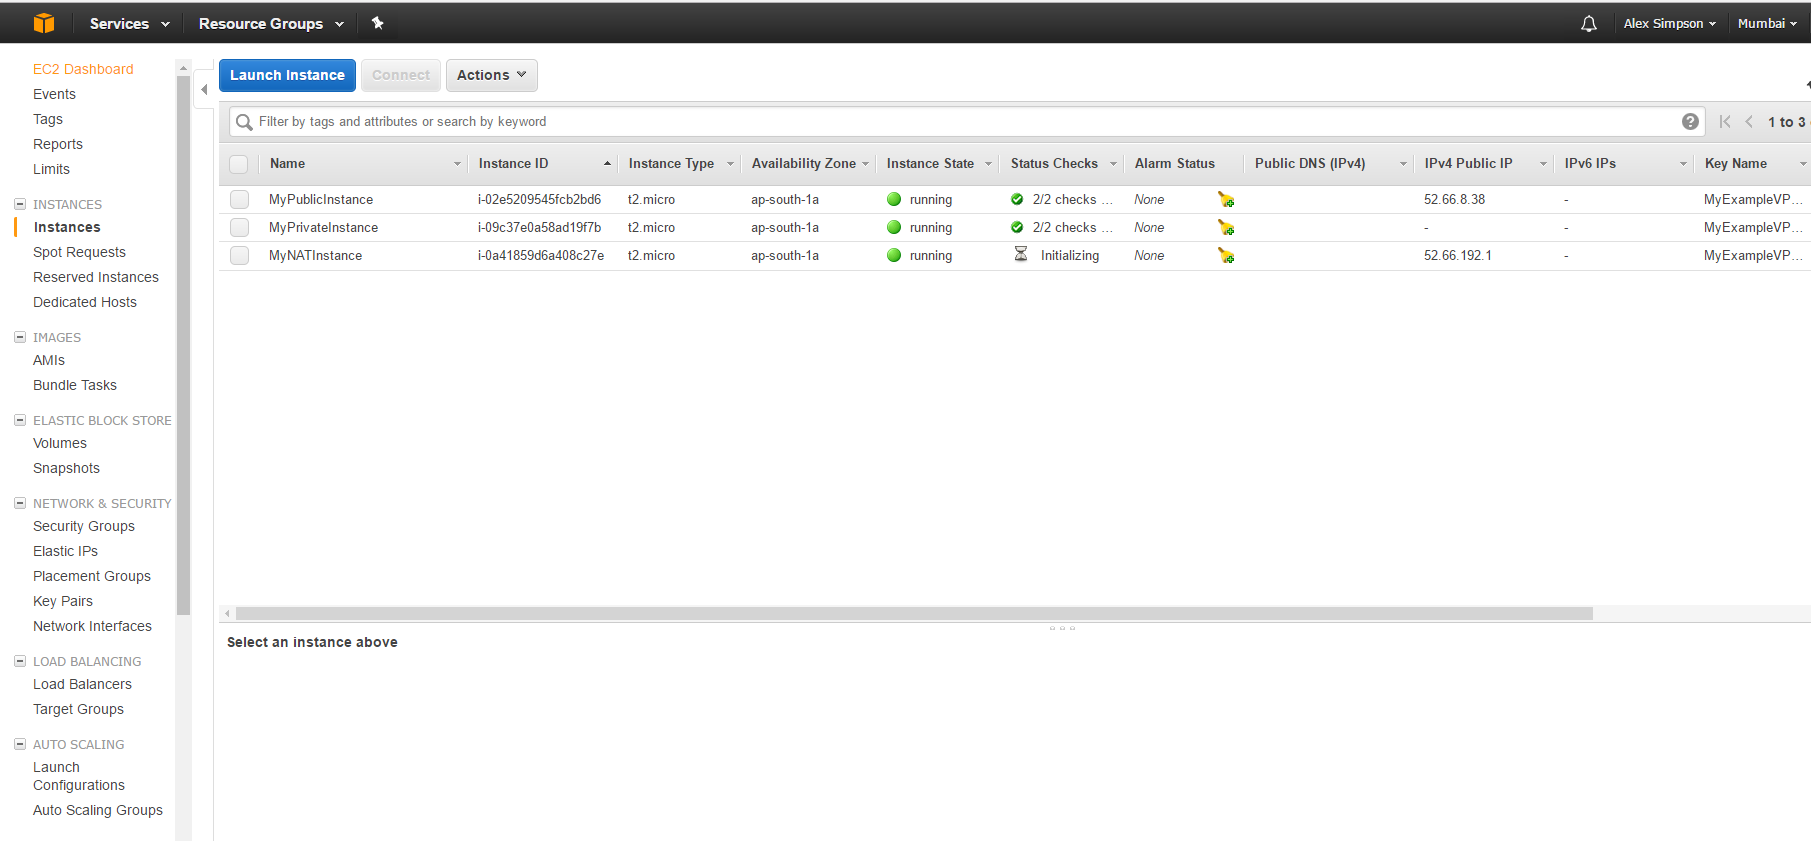 Services Resource Groups Alex Simpson Mumbai
EC2 Dashboard
Events
Tags
Reports
Limits
INSTANCES
Instances
Spot Requests
Reserved Instances
Dedicated Hosts
IMAGES
AMIs
Bundle Tasks
ELASTIC BLOCK STORE
Volumes
Snapshots
NETWORK & SECURITY
Security Groups
Elastic IPs
Placement Groups
Key Pairs
Network Interfaces
LOAD BALANCING
Load Balancers
Target Groups
AUTO SCALING
Launch
Configurations
Auto Scaling Groups
Launch Instance Connect Actions
Filter by tags and attributes or search by keyword 1 to 3
Name Instance ID Instance Type Availability Zone Instance State Status Checks Alarm Status Public DNS (IPv4) IPv4 Public IP IPv6 IPs Key Name
MyPublicInstance i-02e5209545fcb2bd6 t2.micro ap-south-1a running 2/2 checks ... None 52.66.8.38 - MyExampleVP...
MyPrivateInstance i-09c37e0a58ad19f7b t2.micro ap-south-1a running 2/2 checks ... None - - MyExampleVP...
MyNATInstance i-0a41859d6a408c27e t2.micro ap-south-1a running Initializing None 52.66.192.1 - MyExampleVP...
Select an instance above